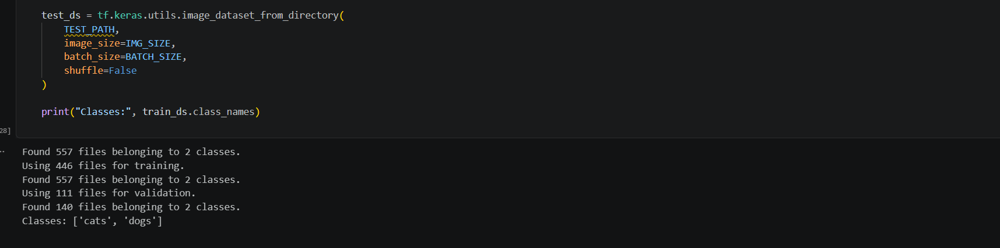 test_ds = tf.keras.utils.image_dataset_from_directory(
    TEST_PATH,
    image_size=IMG_SIZE,
    batch_size=BATCH_SIZE,
    shuffle=False
)
print("Classes:", train_ds.class_names)
28]
Found 557 files belonging to 2 classes.
Using 446 files for training.
Found 557 files belonging to 2 classes.
Using 111 files for validation.
Found 140 files belonging to 2 classes.
Classes: ['cats', 'dogs']